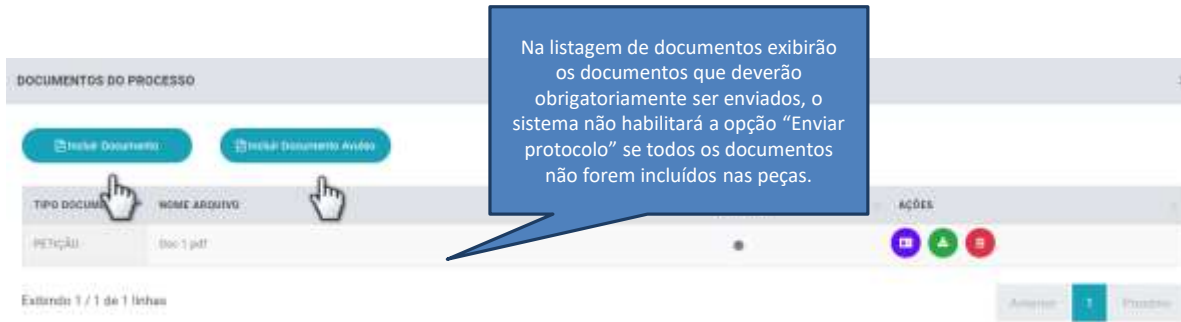 Na listagem de documentos exibirão
os documentos que deverão
obrigatoriamente ser enviados, o
sistema não habilitará a opção “Enviar
protocolo” se todos os documentos
não forem incluídos nas peças.
DOCUMENTOS DO PROCESSO
Incluir Documento
Incluir Documento Avulso
TIPO DOCUM
NOME ARQUIVO
AÇÕES
PETIÇÃO
Doc 1.pdf
Exibindo 1 / 1 de 1 linhas
Anterior
1
Próximo